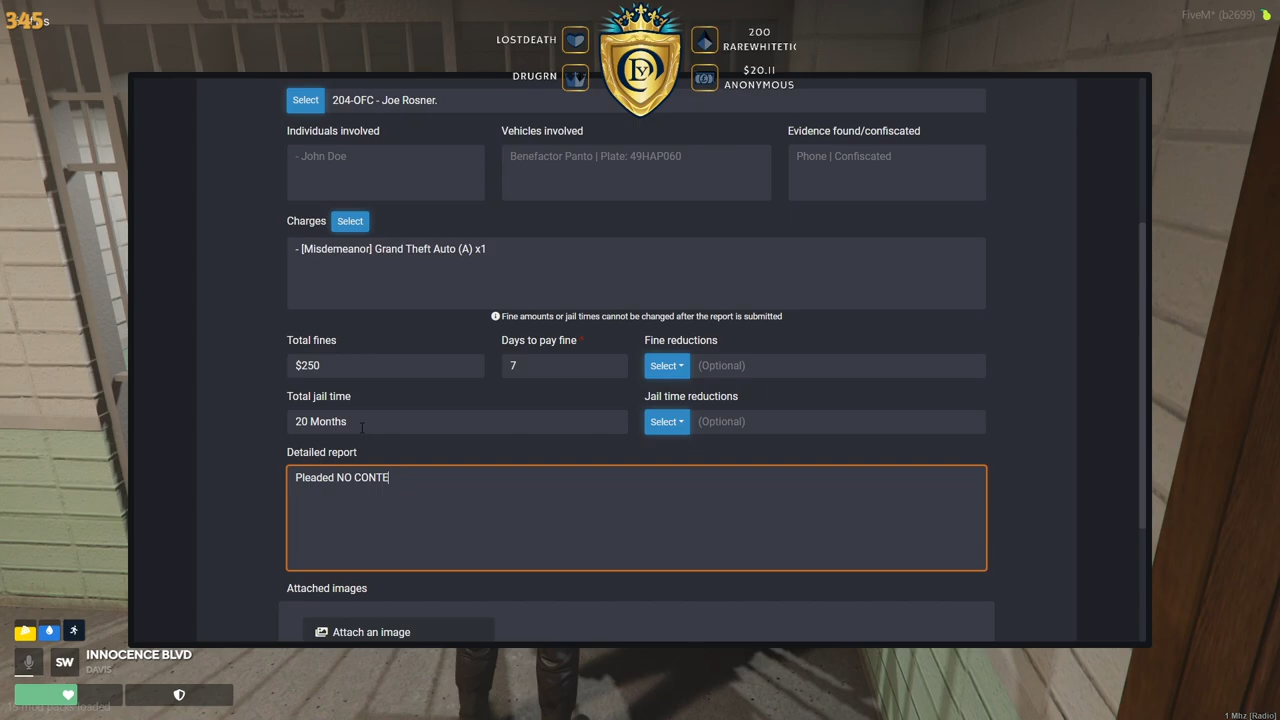 345
FiveM* (b2699)
LOSTDEATH
200
RAREWHITETIG
DRUGRN
$20.11
ANONYMOUS
Select
204-OFC - Joe Rosner.
Individuals involved
Vehicles involved
Evidence found/confiscated
- John Doe
Benefactor Panto | Plate: 49HAP060
Phone | Confiscated
Charges
Select
- [Misdemeanor] Grand Theft Auto (A) x1
Fine amounts or jail times cannot be changed after the report is submitted
Total fines
Days to pay fine *
Fine reductions
$250
7
Select
(Optional)
Total jail time
Jail time reductions
20 Months
Select
(Optional)
Detailed report
Pleaded NO CONTE
Attached images
Attach an image
SW
INNOCENCE BLVD
DAVIS
mod packs loaded
1 Mhz [Radio]